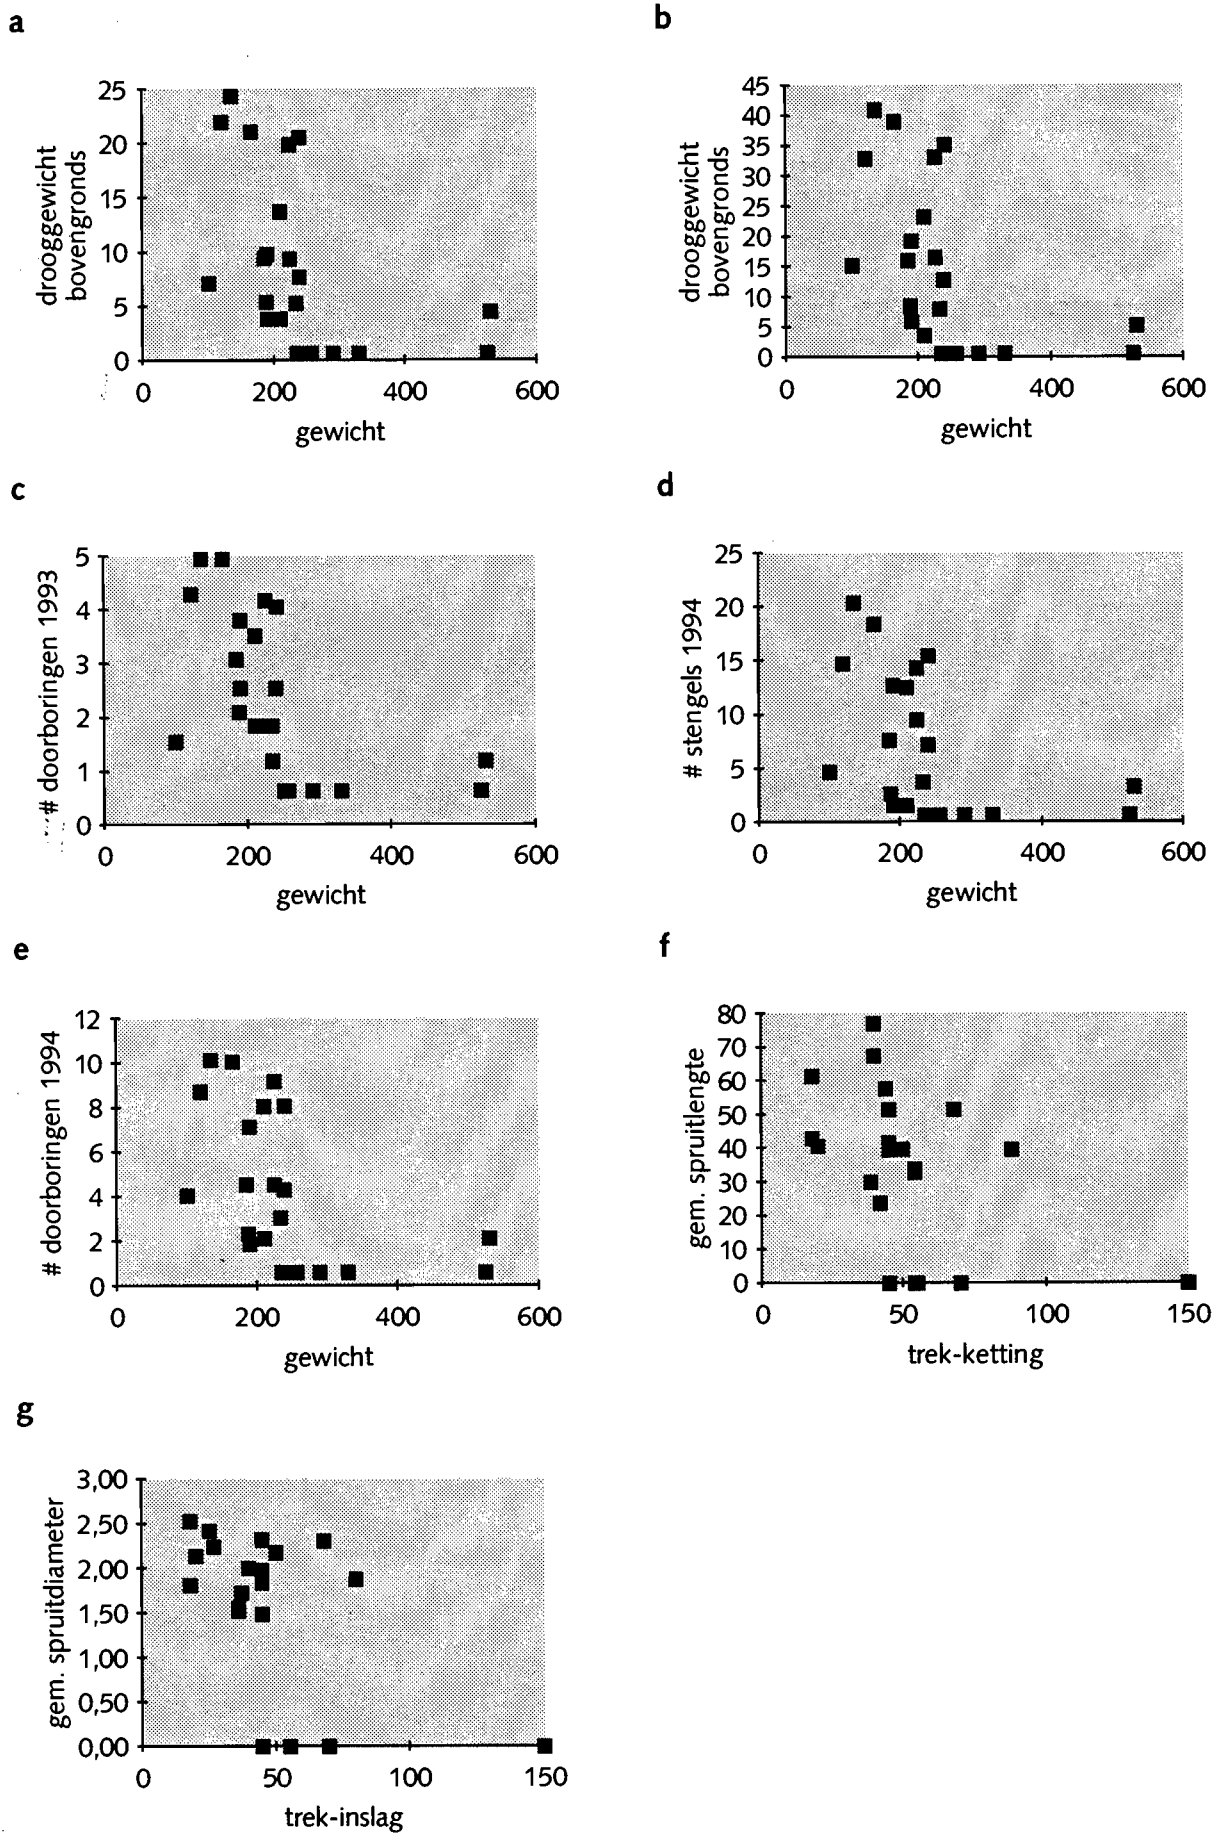 a
25
20
15
10
5
0
drooggewicht
bovengronds
0 200 400 600
gewicht
b
45
40
35
30
25
20
15
10
5
0
drooggewicht
bovengronds
0 200 400 600
gewicht
c
5
4
3
2
1
0
# doorboringen 1993
0 200 400 600
gewicht
d
25
20
15
10
5
0
# stengels 1994
0 200 400 600
gewicht
e
12
10
8
6
4
2
0
# doorboringen 1994
0 200 400 600
gewicht
f
80
70
60
50
40
30
20
10
0
gem. spruitlengte
0 50 100 150
trek-ketting
g
3,00
2,50
2,00
1,50
1,00
0,50
0,00
gem. spruitdiameter
0 50 100 150
trek-inslag